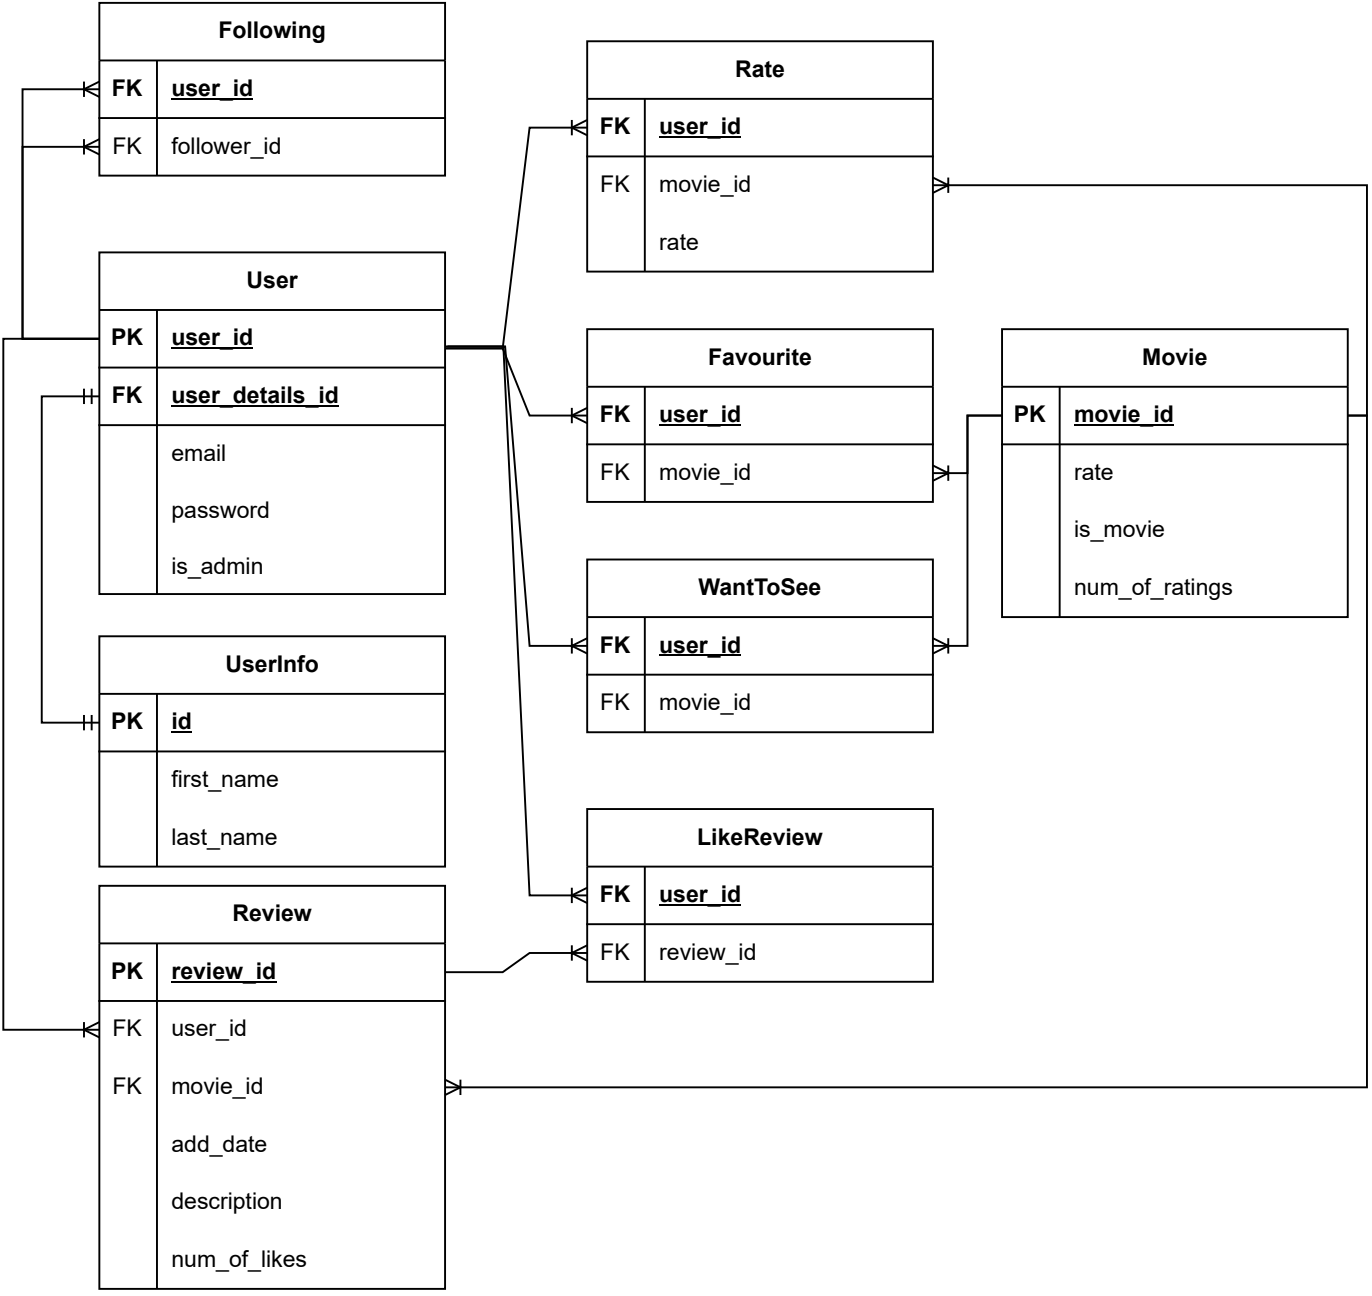 Following
FK user_id
FK follower_id
User
PK user_id
FK user_details_id
email
password
is_admin
UserInfo
PK id
first_name
last_name
Review
PK review_id
FK user_id
FK movie_id
add_date
description
num_of_likes
Rate
FK user_id
FK movie_id
rate
Favourite
FK user_id
FK movie_id
WantToSee
FK user_id
FK movie_id
LikeReview
FK user_id
FK review_id
Movie
PK movie_id
rate
is_movie
num_of_ratings